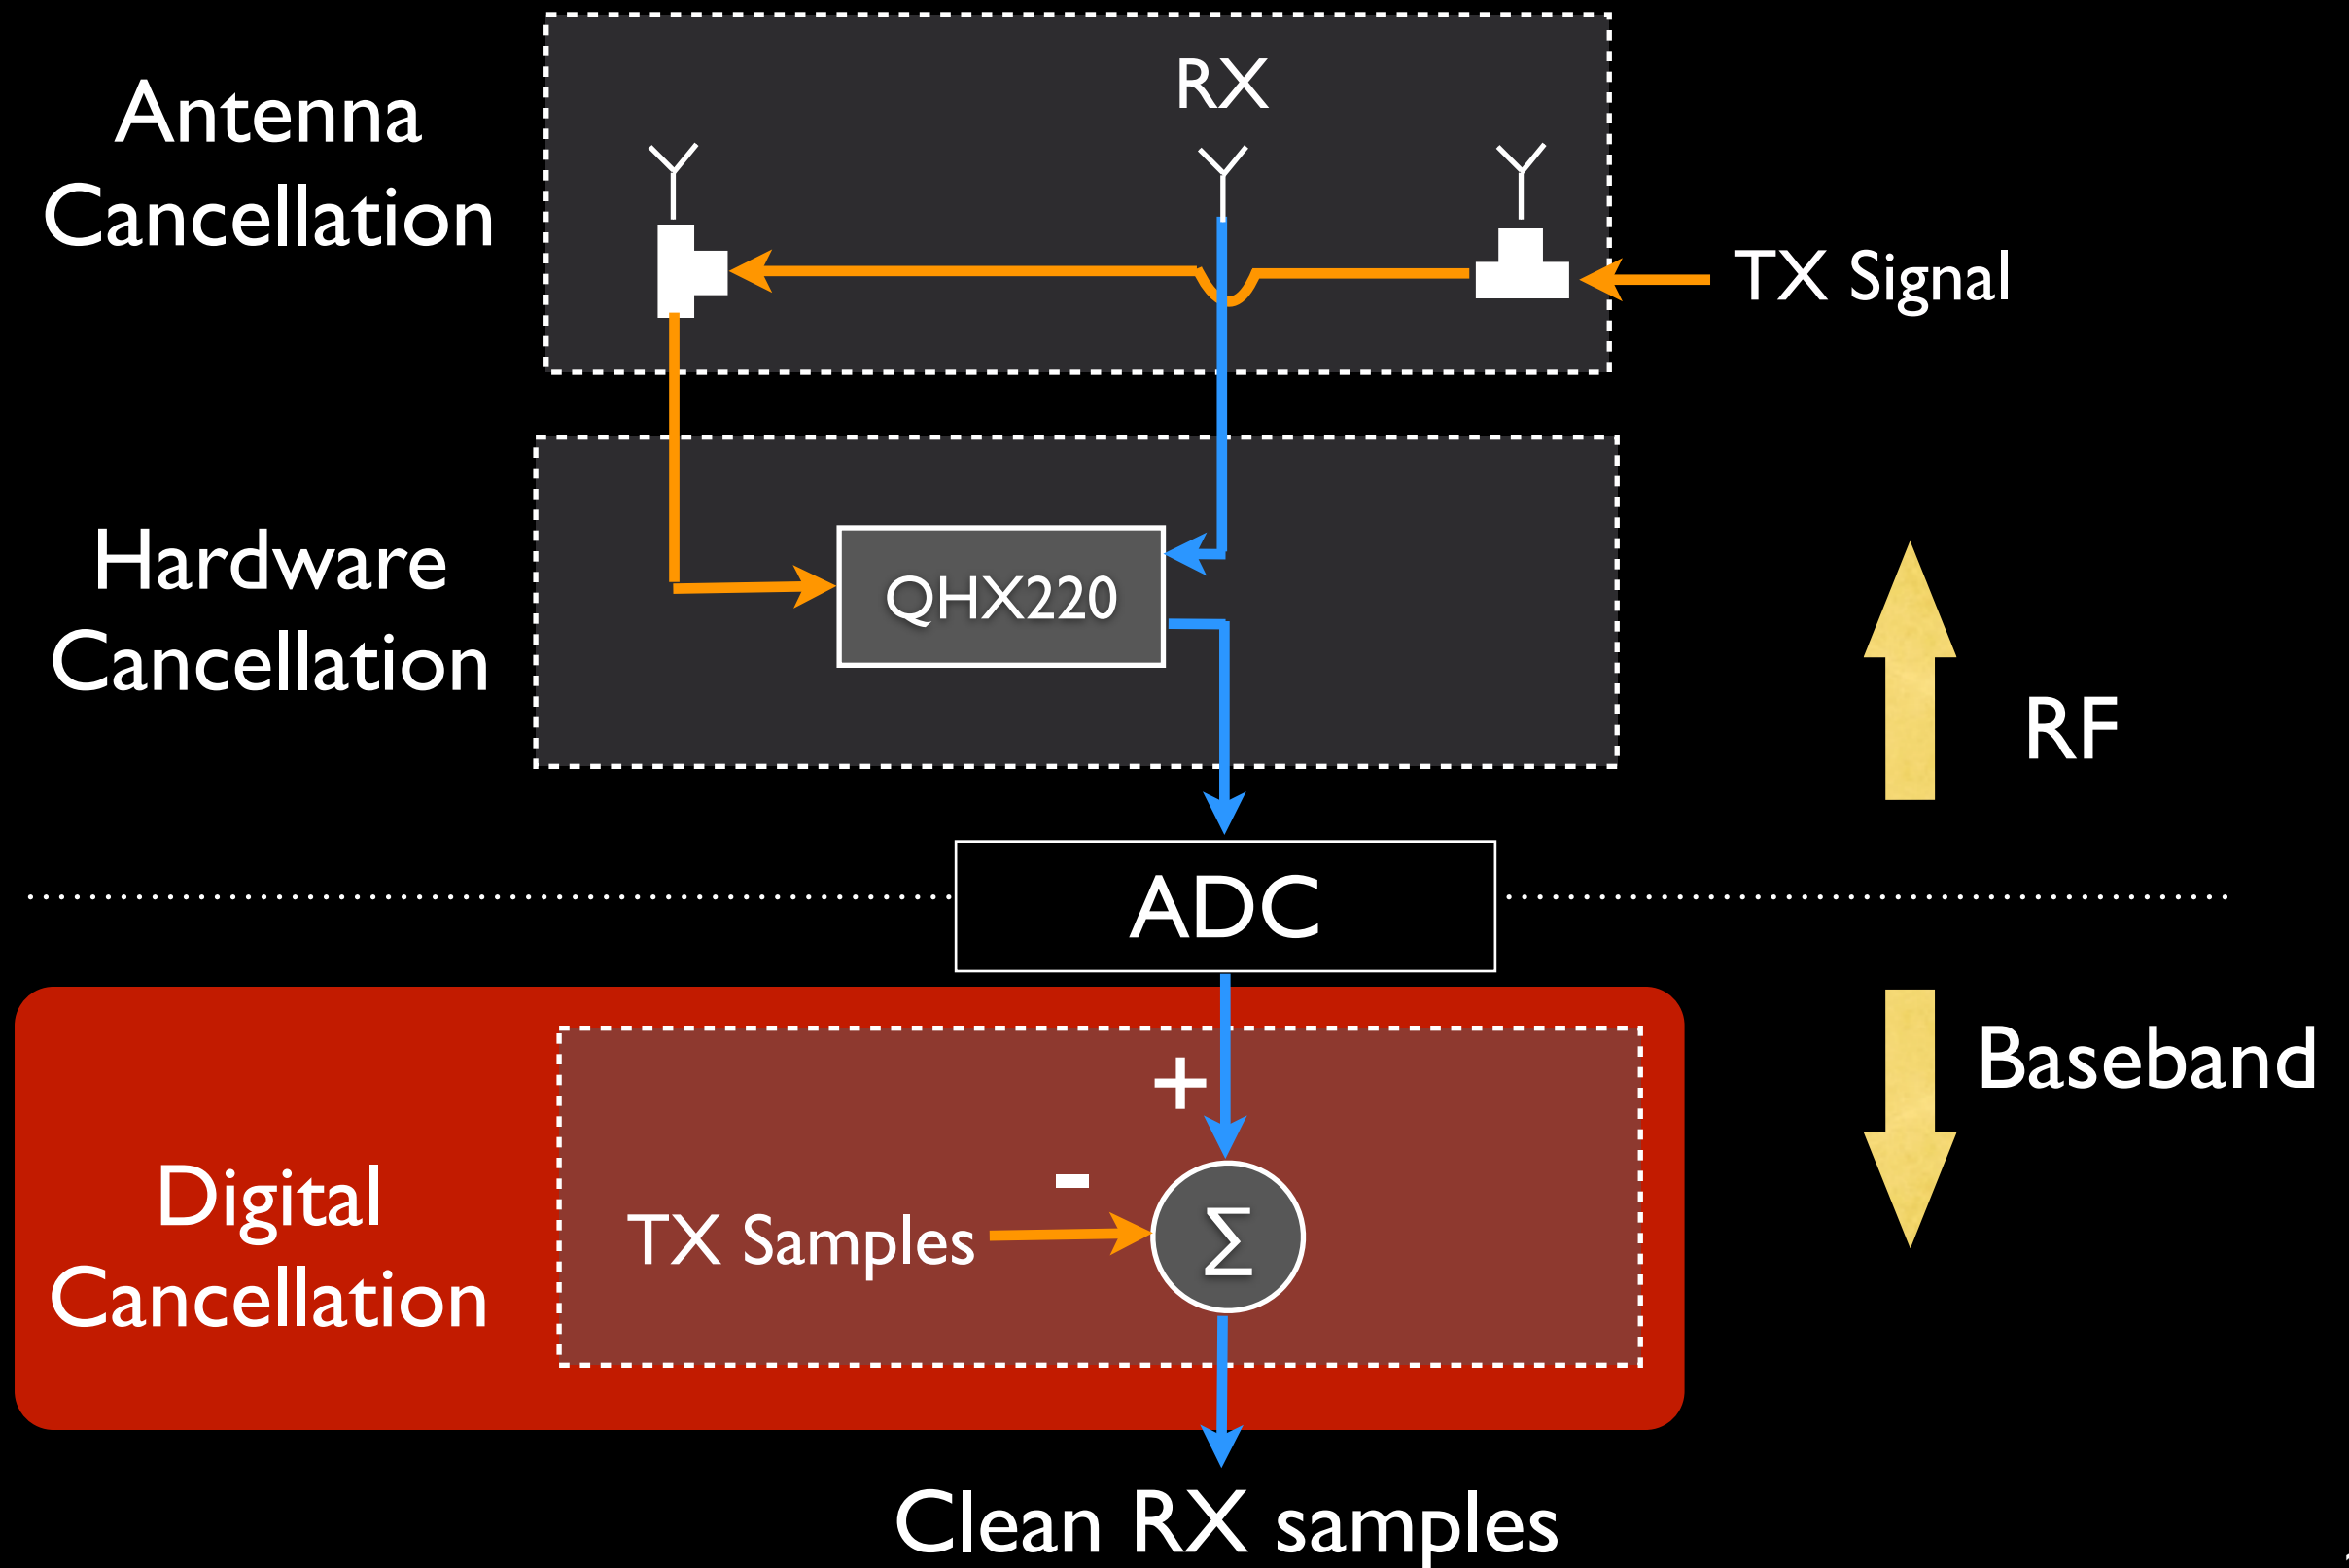 RX
Antenna
Cancellation
TX Signal
Hardware
Cancellation
QHX220
RF
ADC
Baseband
+
-
Digital
Cancellation
TX Samples
Σ
Clean RX samples